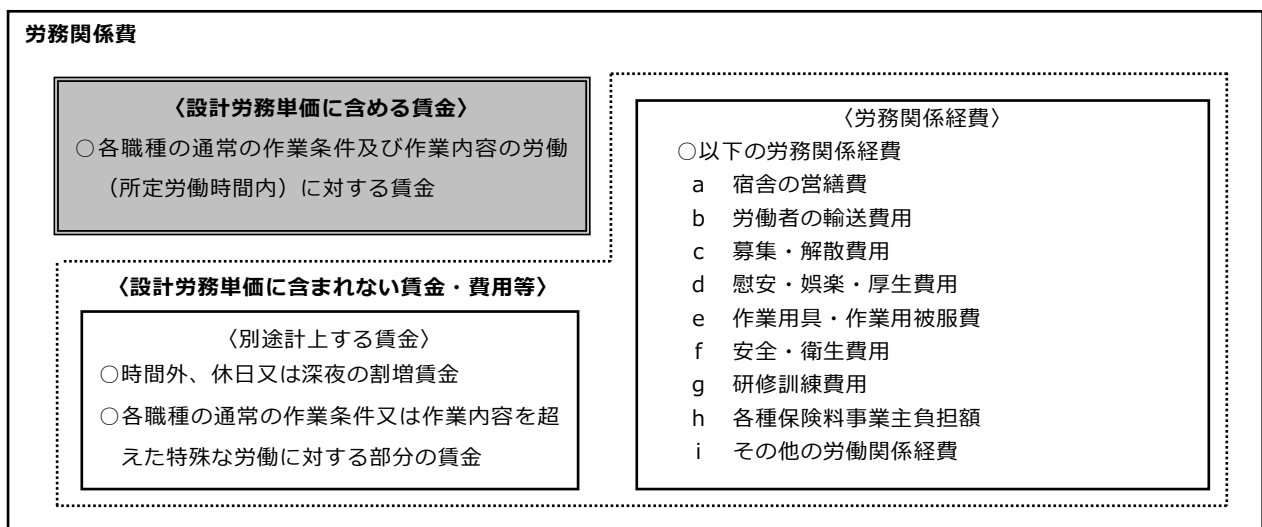 労務関係費
〈設計労務単価に含める賃金〉
○各職種の通常の作業条件及び作業内容の労働
（所定労働時間内）に対する賃金
〈設計労務単価に含まれない賃金・費用等〉
〈別途計上する賃金〉
○時間外、休日又は深夜の割増賃金
○各職種の通常の作業条件又は作業内容を超
えた特殊な労働に対する部分の賃金
〈労務関係経費〉
○以下の労務関係経費
a 宿舎の営繕費
b 労働者の輸送費用
c 募集・解散費用
d 慰安・娯楽・厚生費用
e 作業用具・作業用被服費
f 安全・衛生費用
g 研修訓練費用
h 各種保険料事業主負担額
i その他の労働関係経費